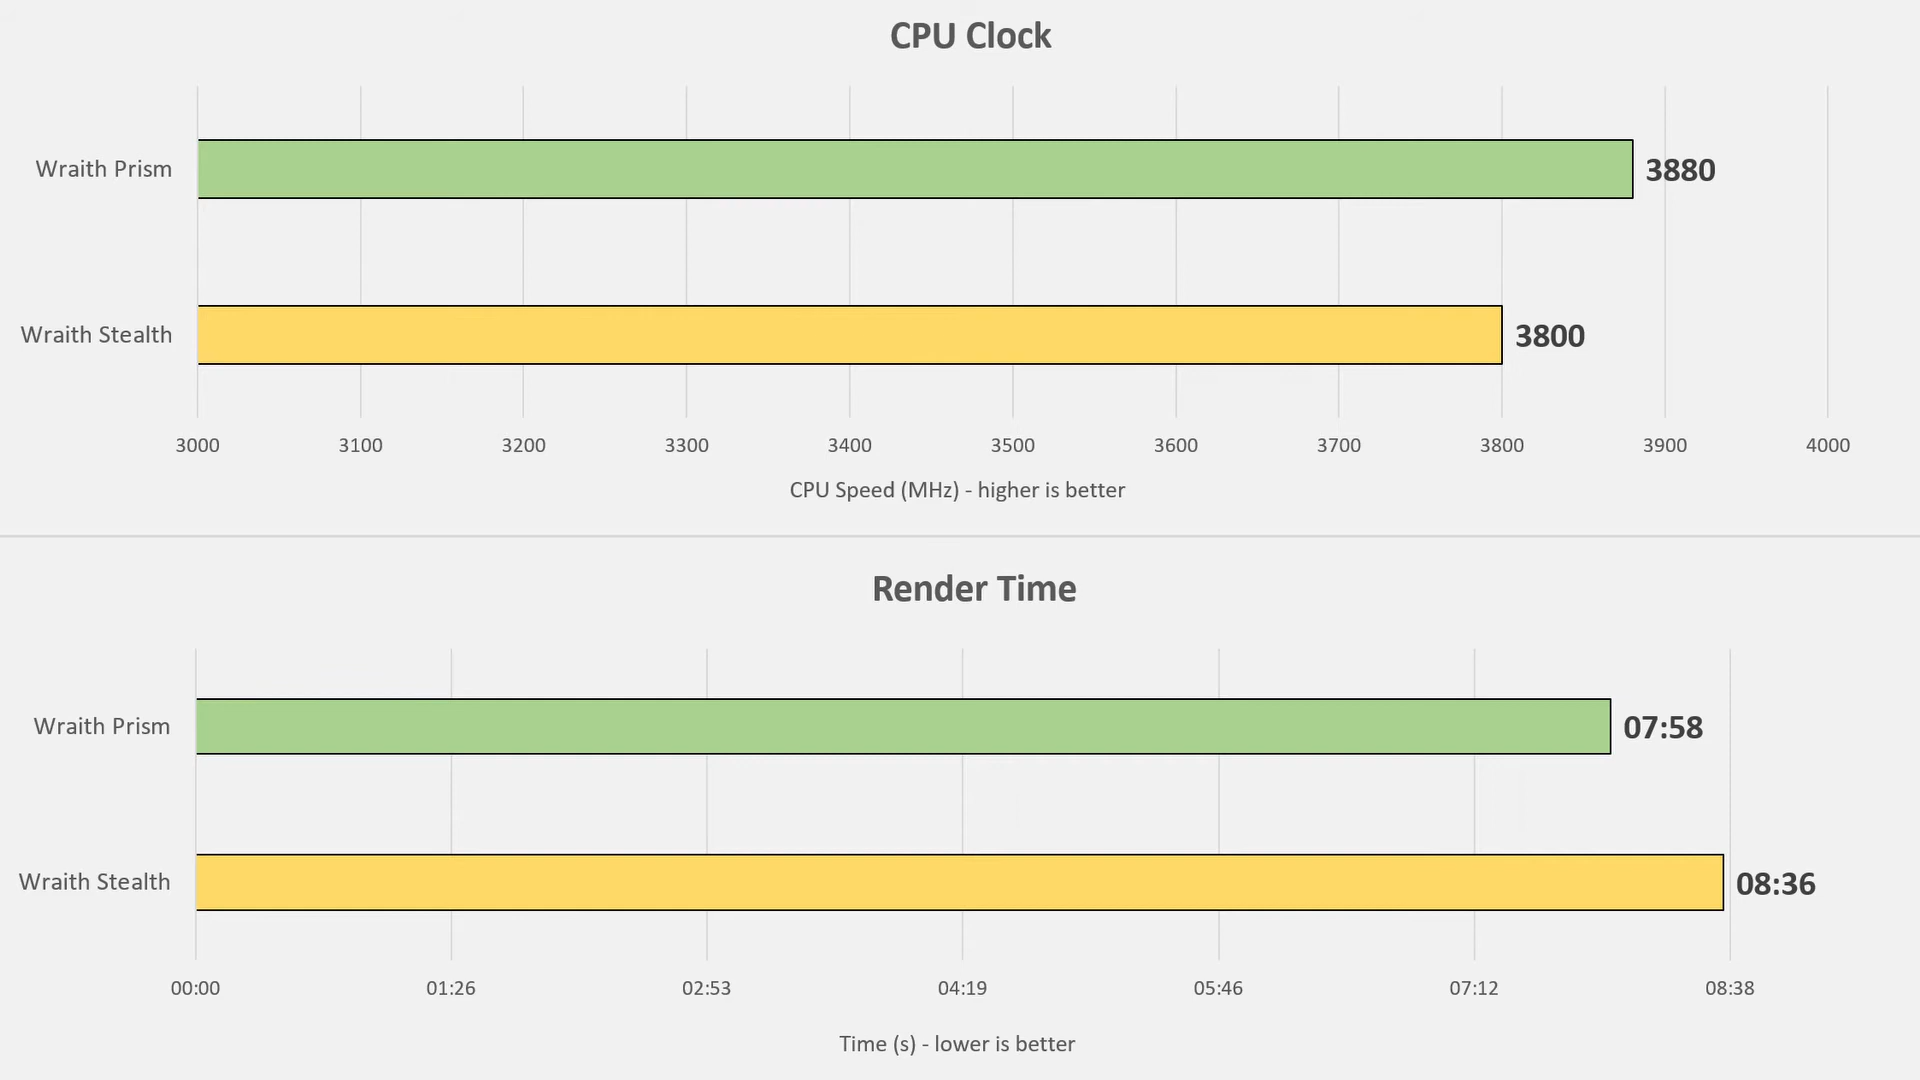 CPU Clock
Wraith Prism
3880
Wraith Stealth
3800
3000 3100 3200 3300 3400 3500 3600 3700 3800 3900 4000
CPU Speed (MHz) - higher is better
Render Time
Wraith Prism
07:58
Wraith Stealth
08:36
00:00 01:26 02:53 04:19 05:46 07:12 08:38
Time (s) - lower is better